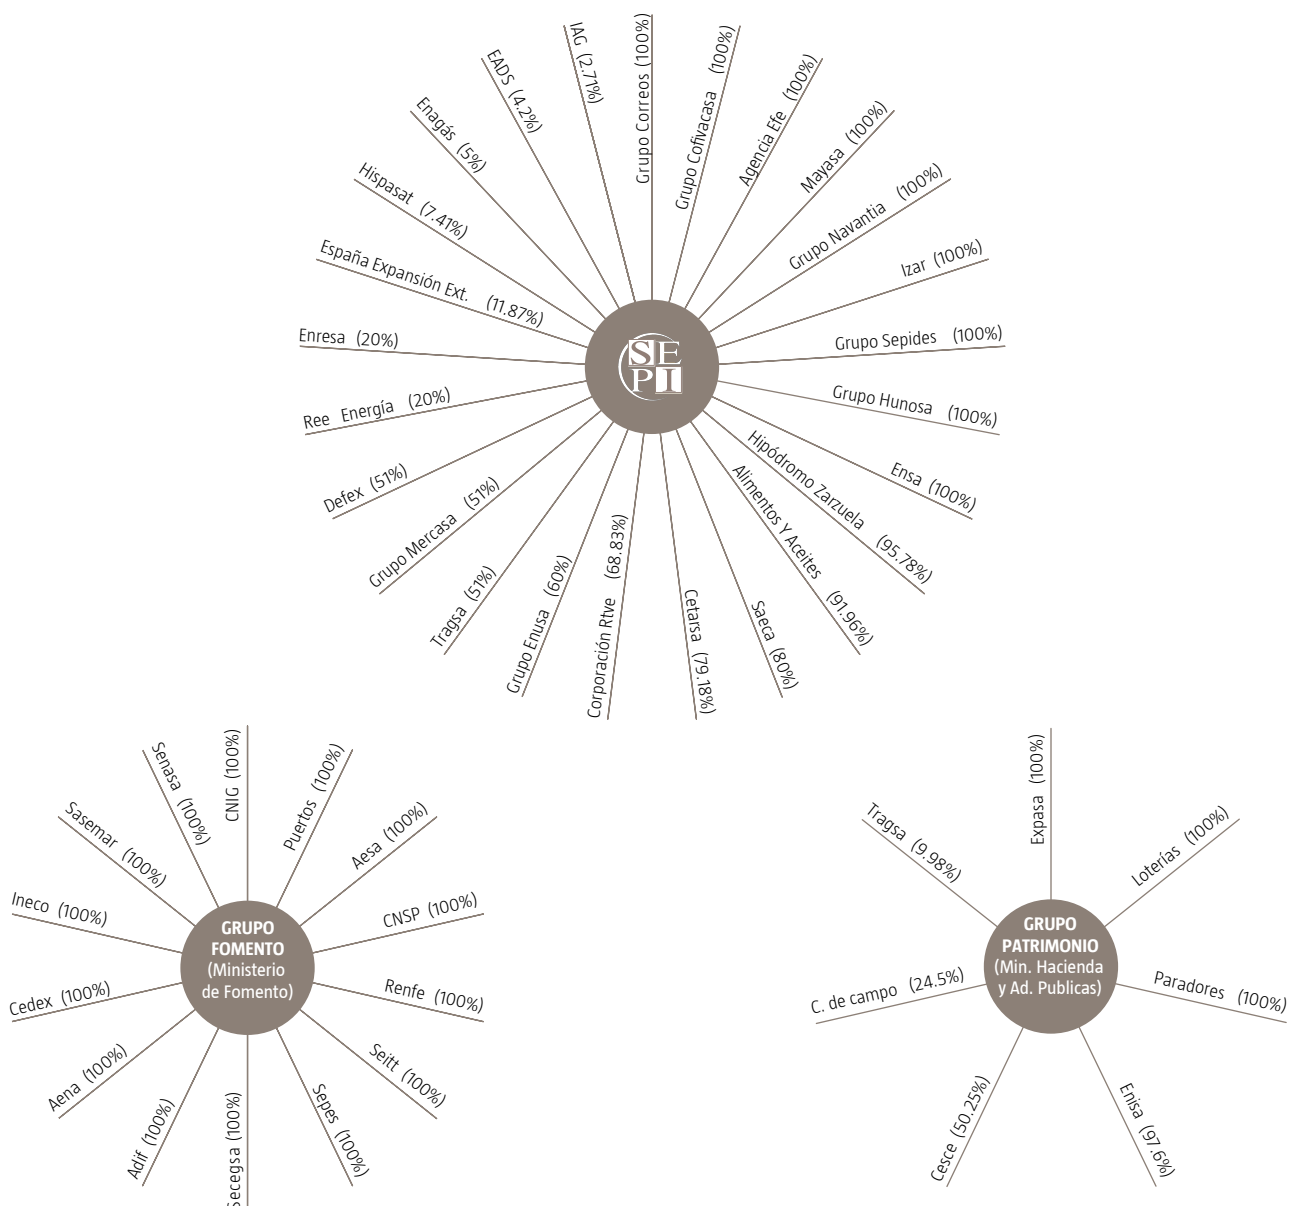 Grupo Correos (100%)
Grupo Cofivacasa (100%)
Agencia Efe (100%)
Mayasa (100%)
Grupo Navantia (100%)
Izar (100%)
Grupo Sepides (100%)
Grupo Hunosa (100%)
Ensa (100%)
Hipódromo Zarzuela (95.78%)
Alimentos Y Aceites (91.96%)
Saeca (80%)
Cetarsa (79.18%)
Corporación Rtve (68.83%)
Grupo Enusa (60%)
Tragsa (51%)
Grupo Mercasa (51%)
Defex (51%)
Ree Energía (20%)
Enresa (20%)
España Expansión Ext. (11.87%)
Hispasat (7.41%)
Enagás (5%)
EADS (4.2%)
IAG (2.71%)
SE
PI
CNIG (100%)
Puertos (100%)
Aesa (100%)
CNSP (100%)
Renfe (100%)
Seitt (100%)
Sepes (100%)
Secegsa (100%)
Adif (100%)
Aena (100%)
Cedex (100%)
Ineco (100%)
Sasemar (100%)
Senasa (100%)
GRUPO
FOMENTO
(Ministerio
de Fomento)
Expasa (100%)
Loterías (100%)
Paradores (100%)
Enisa (97.6%)
Cesce (50.25%)
C. de campo (24.5%)
Tragsa (9.98%)
GRUPO
PATRIMONIO
(Min. Hacienda
y Ad. Publicas)